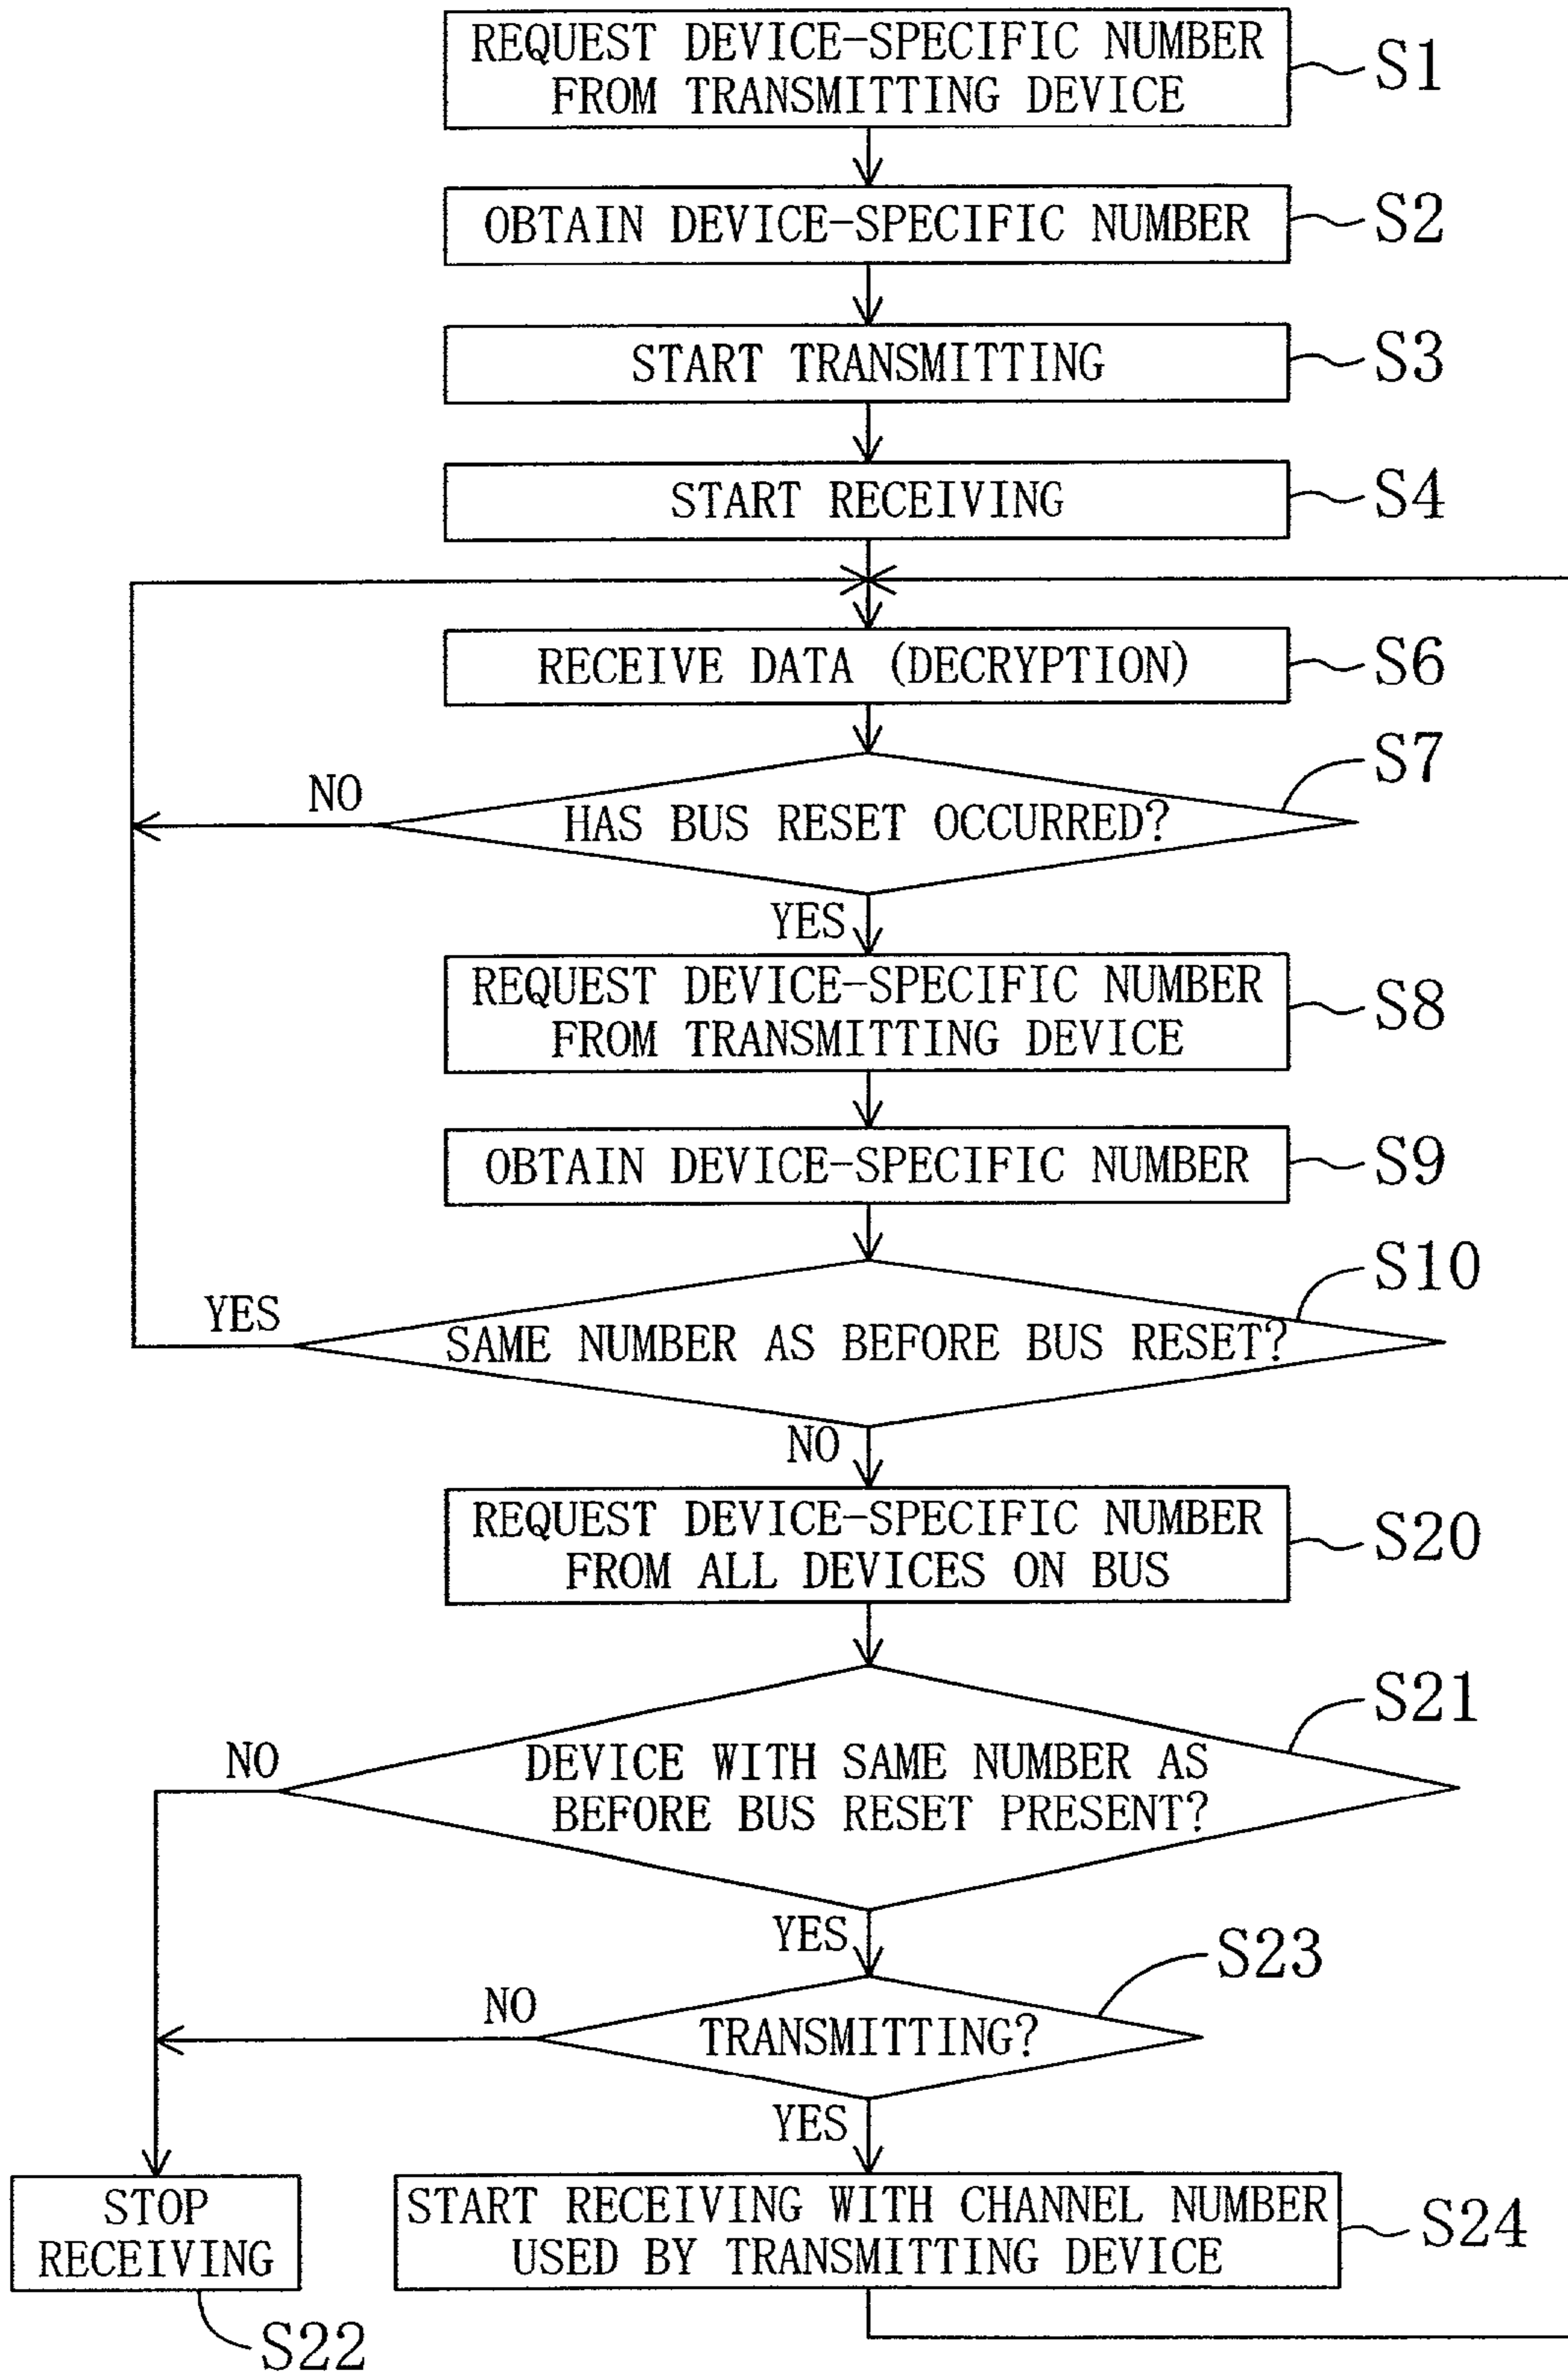 REQUEST DEVICE-SPECIFIC NUMBER
FROM TRANSMITTING DEVICE
S1
OBTAIN DEVICE-SPECIFIC NUMBER
S2
START TRANSMITTING
S3
START RECEIVING
S4
RECEIVE DATA (DECRYPTION)
S6
S7
NO
HAS BUS RESET OCCURRED?
YES
REQUEST DEVICE-SPECIFIC NUMBER
FROM TRANSMITTING DEVICE
S8
OBTAIN DEVICE-SPECIFIC NUMBER
S9
S10
YES
SAME NUMBER AS BEFORE BUS RESET?
NO
REQUEST DEVICE-SPECIFIC NUMBER
FROM ALL DEVICES ON BUS
S20
S21
NO
DEVICE WITH SAME NUMBER AS
BEFORE BUS RESET PRESENT?
YES
S23
NO
TRANSMITTING?
YES
STOP
RECEIVING
S22
START RECEIVING WITH CHANNEL NUMBER
USED BY TRANSMITTING DEVICE
S24